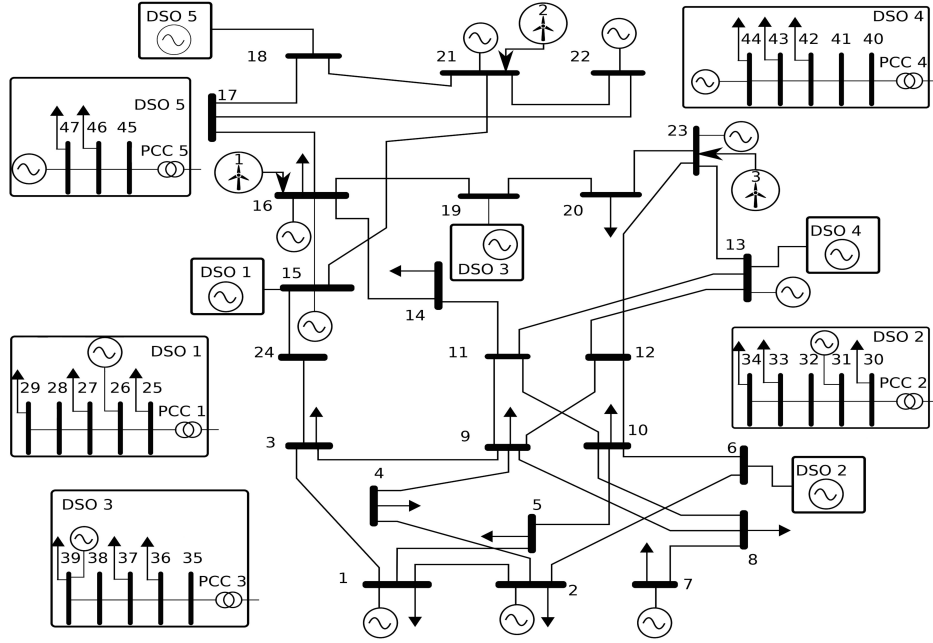 DSO 5
2
DSO 4
18
21
22
44 43 42 41 40
PCC 4
DSO 5
17
47 46 45
PCC 5
23
1
3
16
19
20
DSO 3
13
DSO 4
DSO 1
15
14
24
11
12
DSO 1
29 28 27 26 25
PCC 1
DSO 2
34 33 32 31 30
PCC 2
3
9
10
6
DSO 2
4
5
8
DSO 3
39 38 37 36 35
PCC 3
1
2
7